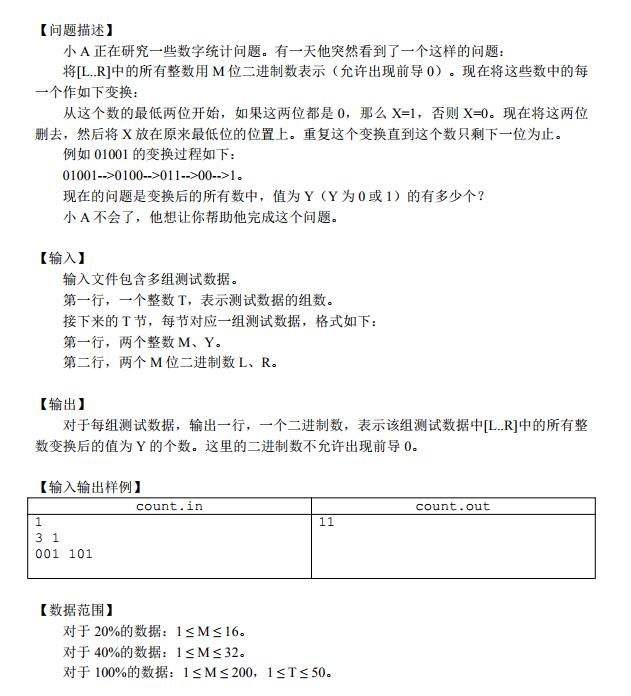 【问题描述】
小 A 正在研究一些数字统计问题。有一天他突然看到了一个这样的问题：
将[L..R]中的所有整数用 M 位二进制数表示（允许出现前导 0）。现在将这些数中的每
一个作如下变换：
从这个数的最低两位开始，如果这两位都是 0，那么 X=1，否则 X=0。现在将这两位
删去，然后将 X 放在原来最低位的位置上。重复这个变换直到这个数只剩下一位为止。
例如 01001 的变换过程如下：
01001-->0100-->011-->00-->1。
现在的问题是变换后的所有数中，值为 Y（Y 为 0 或 1）的有多少个？
小 A 不会了，他想让你帮助他完成这个问题。
【输入】
输入文件包含多组测试数据。
第一行，一个整数 T，表示测试数据的组数。
接下来的 T 节，每节对应一组测试数据，格式如下：
第一行，两个整数 M、Y。
第二行，两个 M 位二进制数 L、R。
【输出】
对于每组测试数据，输出一行，一个二进制数，表示该组测试数据中[L..R]中的所有整
数变换后的值为 Y 的个数。这里的二进制数不允许出现前导 0。
【输入输出样例】
count.in count.out
1 11
3 1
001 101
【数据范围】
对于 20%的数据：1≤M≤16。
对于 40%的数据：1≤M≤32。
对于 100%的数据：1≤M≤200，1≤T≤50。